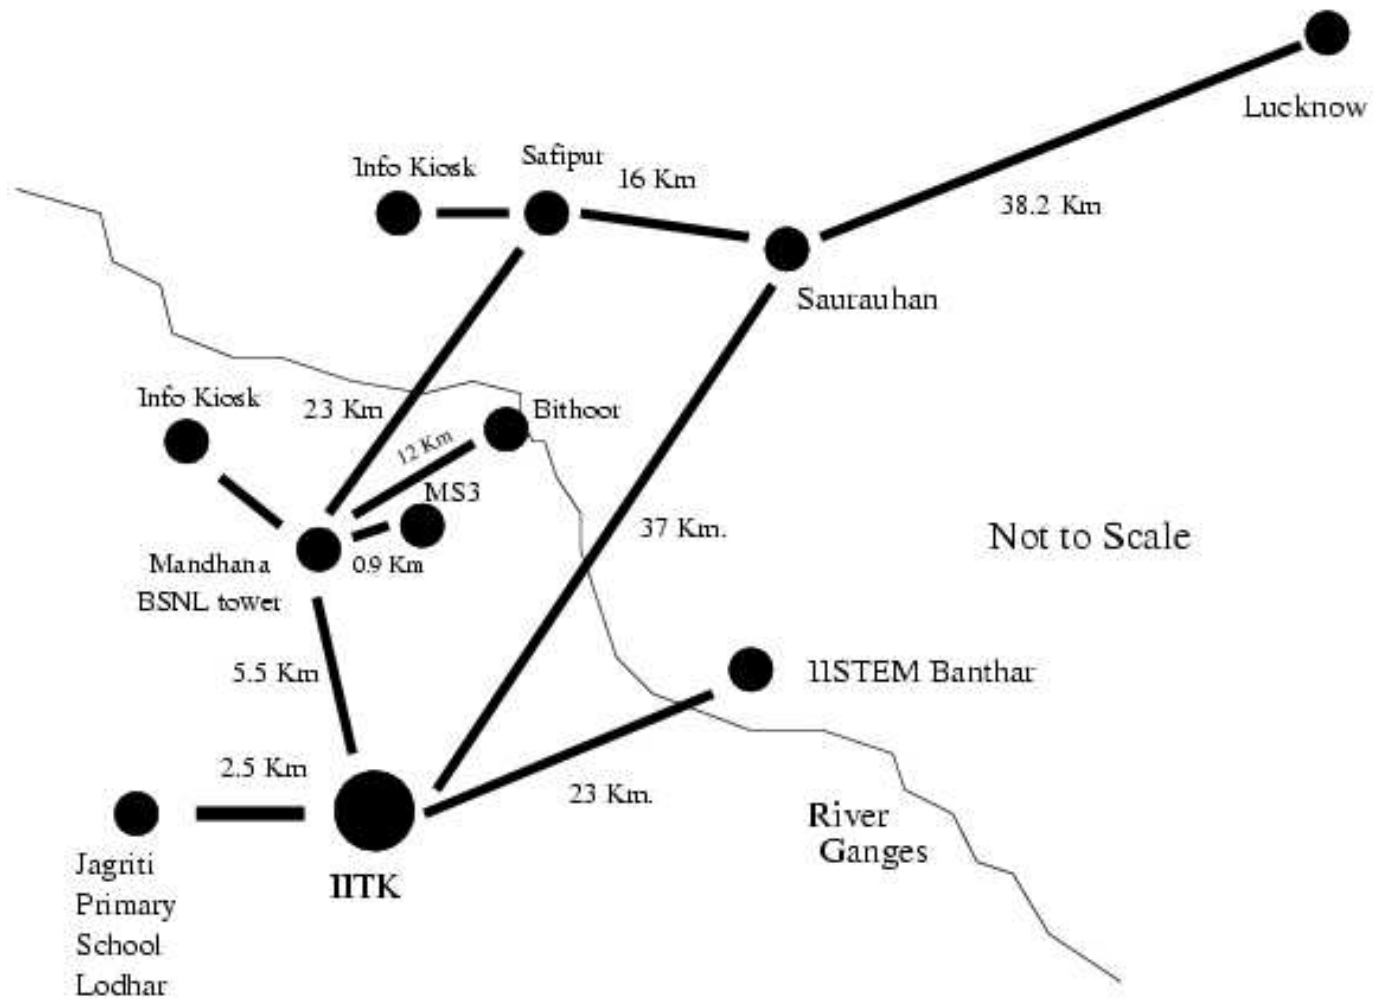 Lucknow
Safipur
Info Kiosk
16 Km
38.2 Km
Saurauhan
Info Kiosk
23 Km
Bithoor
12 Km
MS3
37 Km.
Not to Scale
Mandhana
BSNL tower
0.9 Km
5.5 Km
IISTEM Banthar
2.5 Km
23 Km.
River
Ganges
Jagriti
Primary
School
Lodhar
IITK